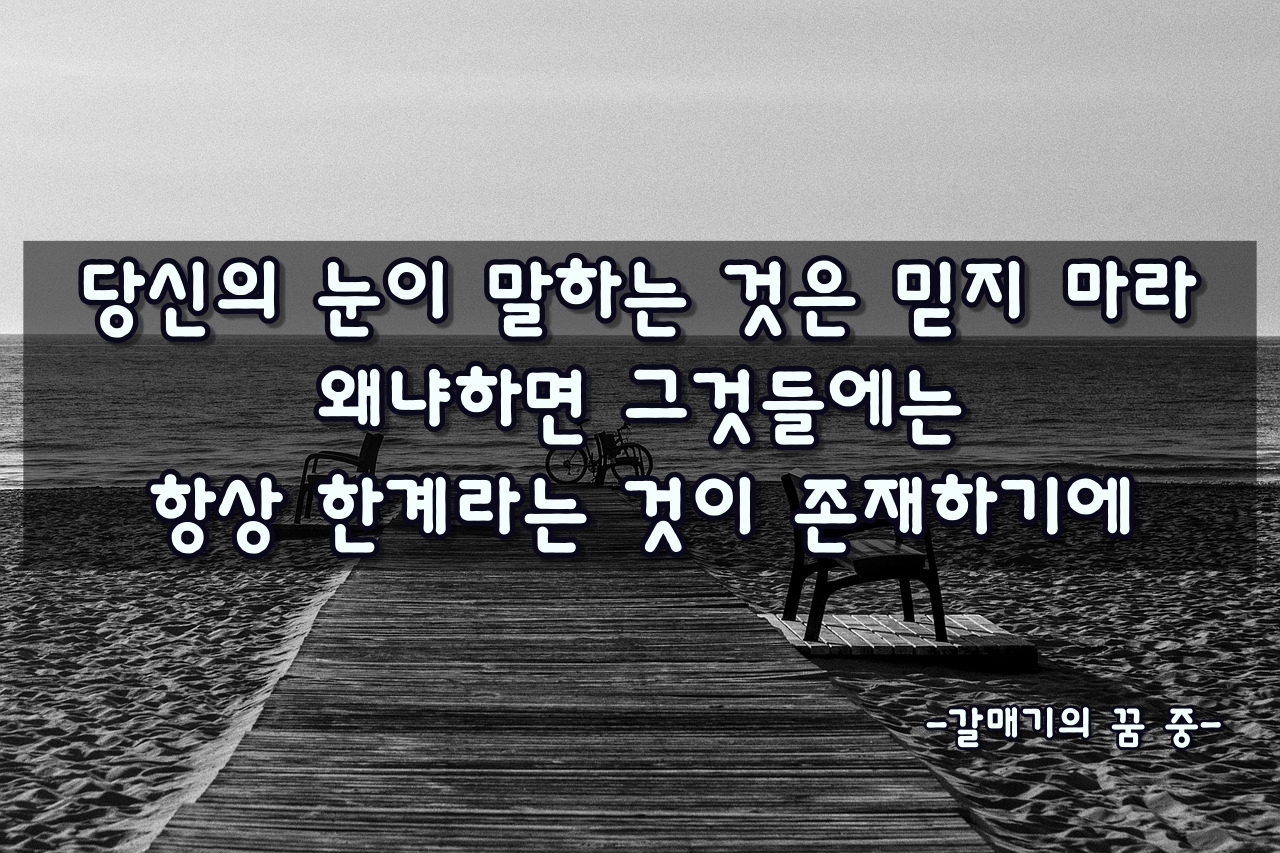 당신의 눈이 말하는 것은 믿지 마라
왜냐하면 그것들에는
항상 한계라는 것이 존재하기에
-갈매기의 꿈 중-